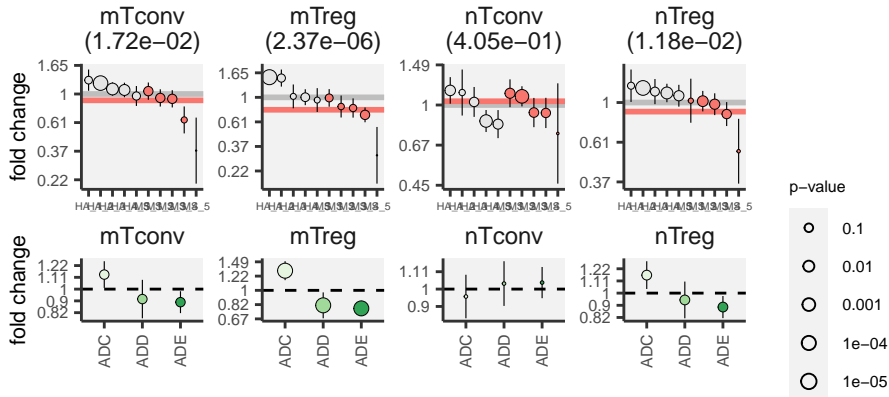 mTconv
(1.72e−02)
mTreg
(2.37e−06)
nTconv
(4.05e−01)
nTreg
(1.18e−02)
fold change
1.65
1
0.61
0.37
0.22
1.65
1
0.61
0.37
0.22
1.49
1
0.67
0.45
1
0.61
0.37
mTconv
mTreg
nTconv
nTreg
fold change
1.22
1.11
1
0.9
0.82
1.49
1.22
1
0.82
0.67
1.11
1
0.9
1.22
1.11
1
0.9
0.82
ADC
ADD
ADE
ADC
ADD
ADE
ADC
ADD
ADE
ADC
ADD
ADE
p−value
0.1
0.01
0.001
1e−04
1e−05